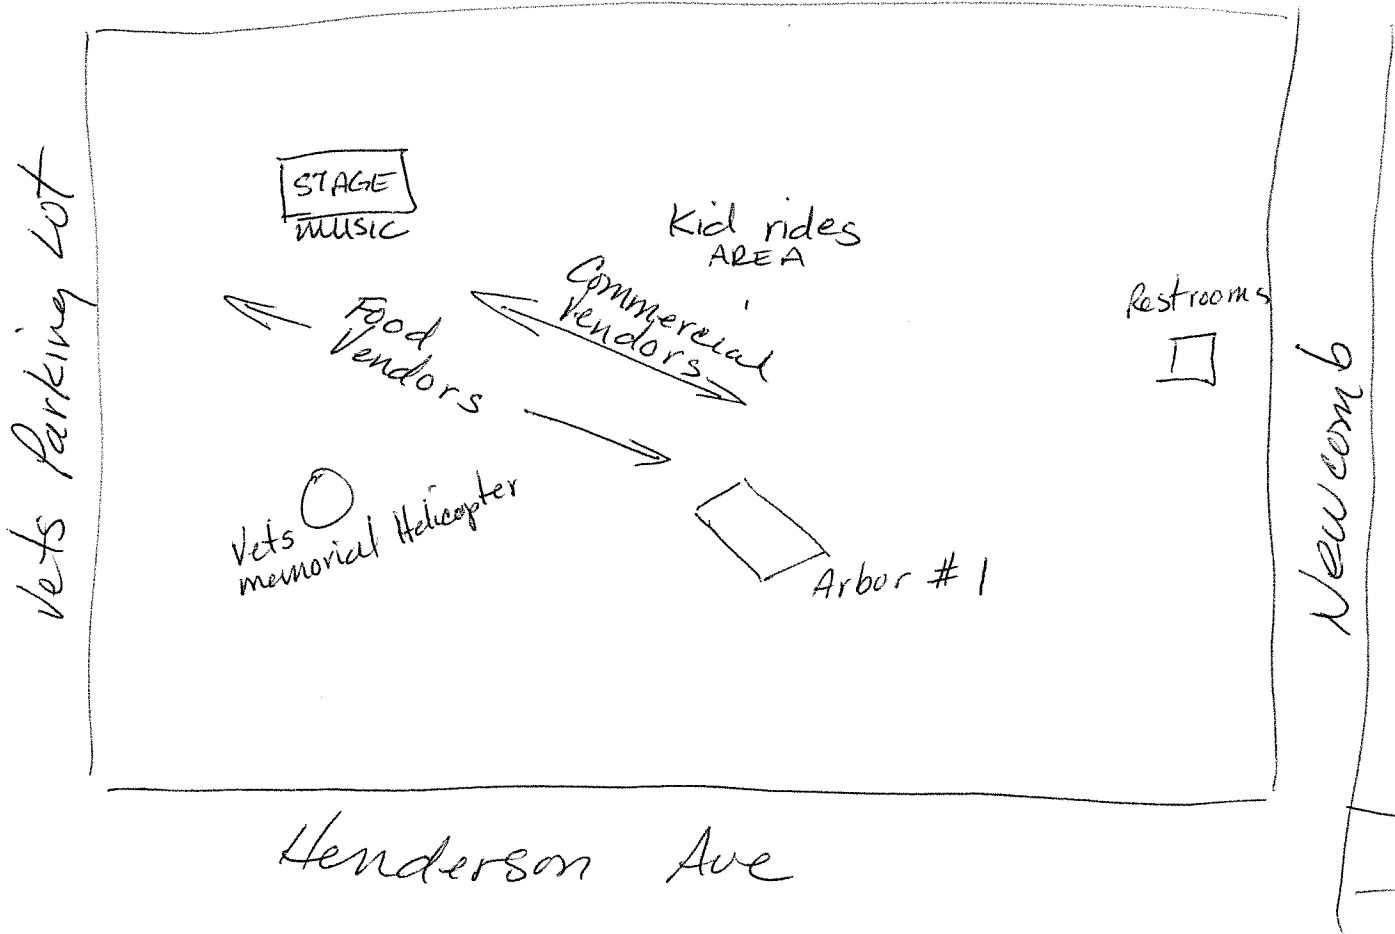 STAGE
MUSIC
Kid rides
AREA
Commercial
Vendors
Restrooms
Food
Vendors
Vets
memorial Helicopter
Arbor # 1
Vets Parking Lot
Newcomb
Henderson Ave